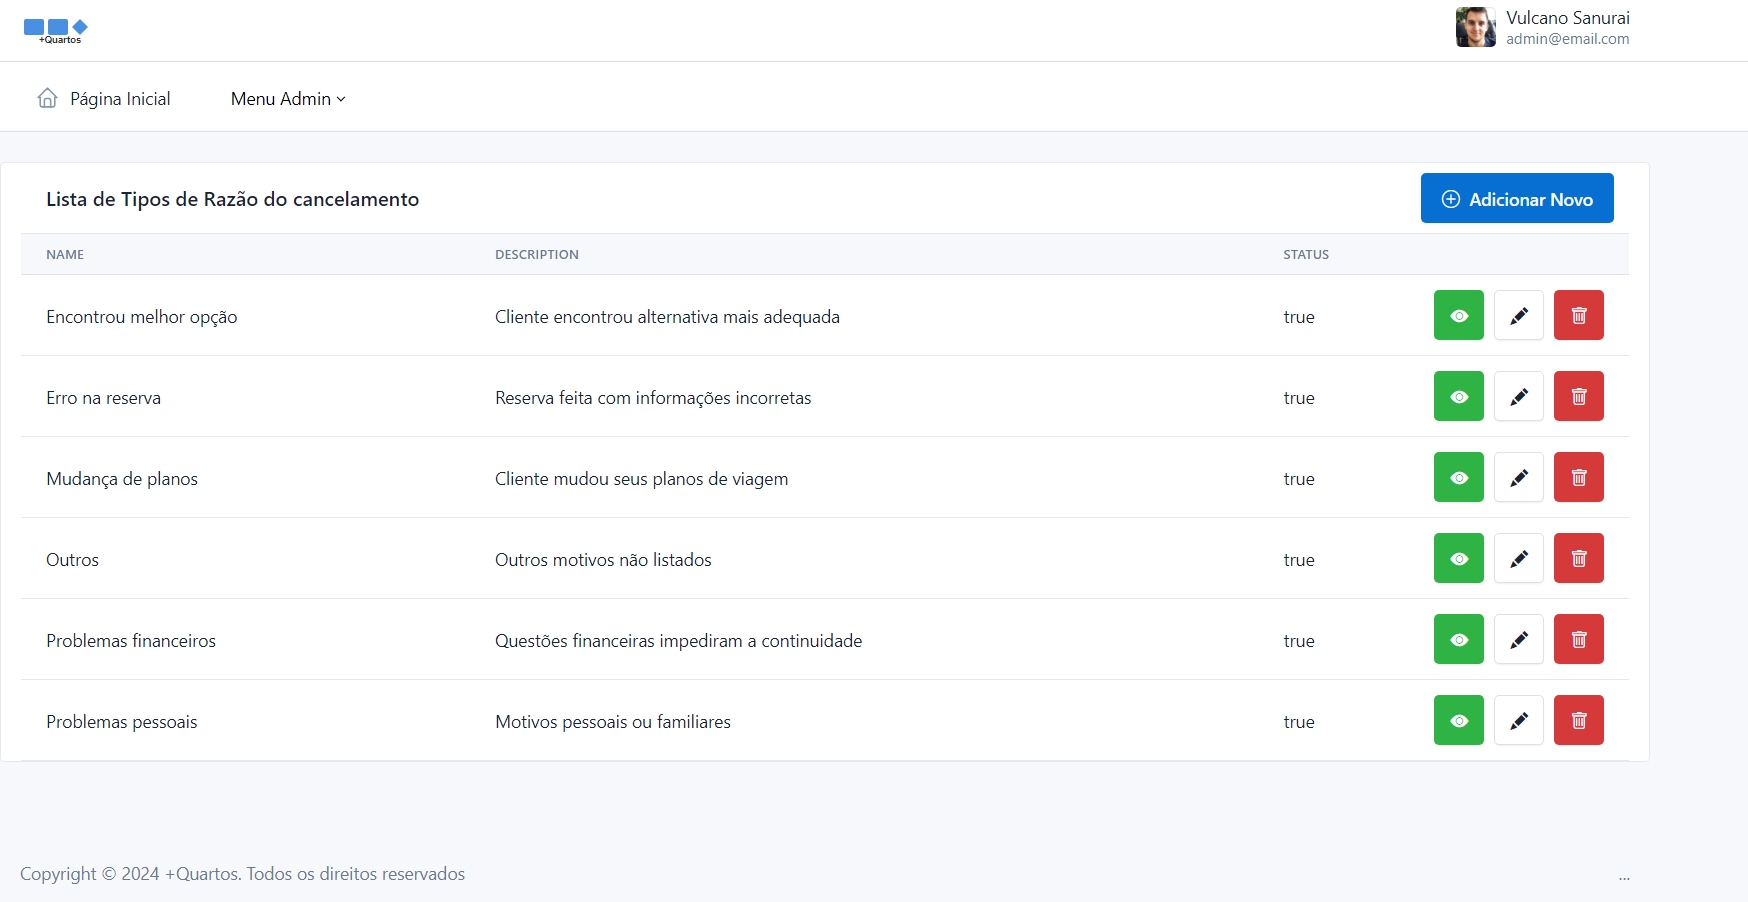 +Quartos
Vulcano Sanurai
admin@email.com
Página Inicial
Menu Admin
Lista de Tipos de Razão do cancelamento
Adicionar Novo
NAME DESCRIPTION STATUS
Encontrou melhor opção Cliente encontrou alternativa mais adequada true
Erro na reserva Reserva feita com informações incorretas true
Mudança de planos Cliente mudou seus planos de viagem true
Outros Outros motivos não listados true
Problemas financeiros Questões financeiras impediram a continuidade true
Problemas pessoais Motivos pessoais ou familiares true
Copyright © 2024 +Quartos. Todos os direitos reservados ...